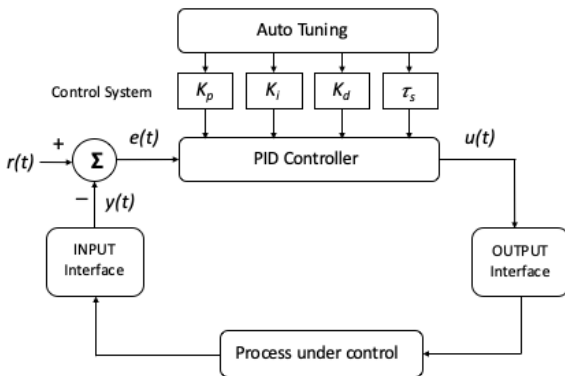 Auto Tuning
Control System
K_p
K_i
K_d
τ_s
r(t)
+
Σ
e(t)
PID Controller
u(t)
−
y(t)
INPUT
Interface
OUTPUT
Interface
Process under control